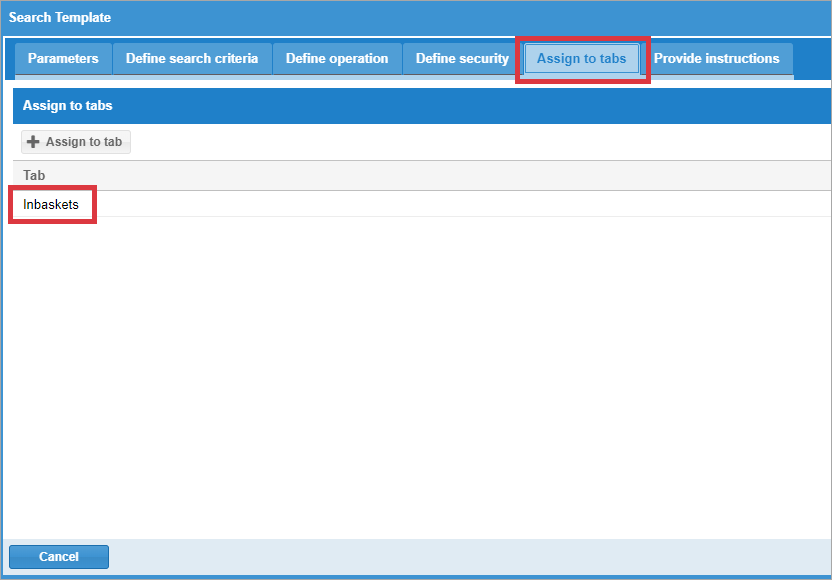 Search Template
Parameters Define search criteria Define operation Define security Assign to tabs Provide instructions
Assign to tabs
Assign to tab
Tab
Inbaskets
Cancel